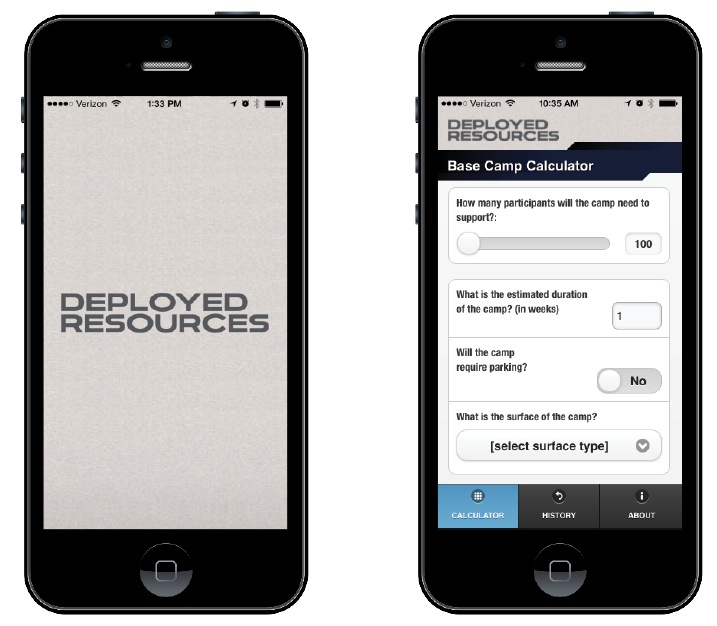 Verizon 1:33 PM
DEPLOYED
RESOURCES
Verizon 10:35 AM
DEPLOYED
RESOURCES
Base Camp Calculator
How many participants will the camp need to
support?:
100
What is the estimated duration
of the camp? (in weeks)
1
Will the camp
require parking?
No
What is the surface of the camp?
[select surface type]
CALCULATOR HISTORY ABOUT